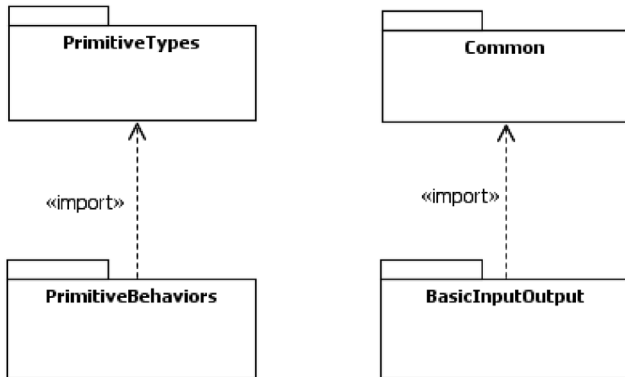 PrimitiveTypes
Common
«import»
«import»
PrimitiveBehaviors
BasicInputOutput